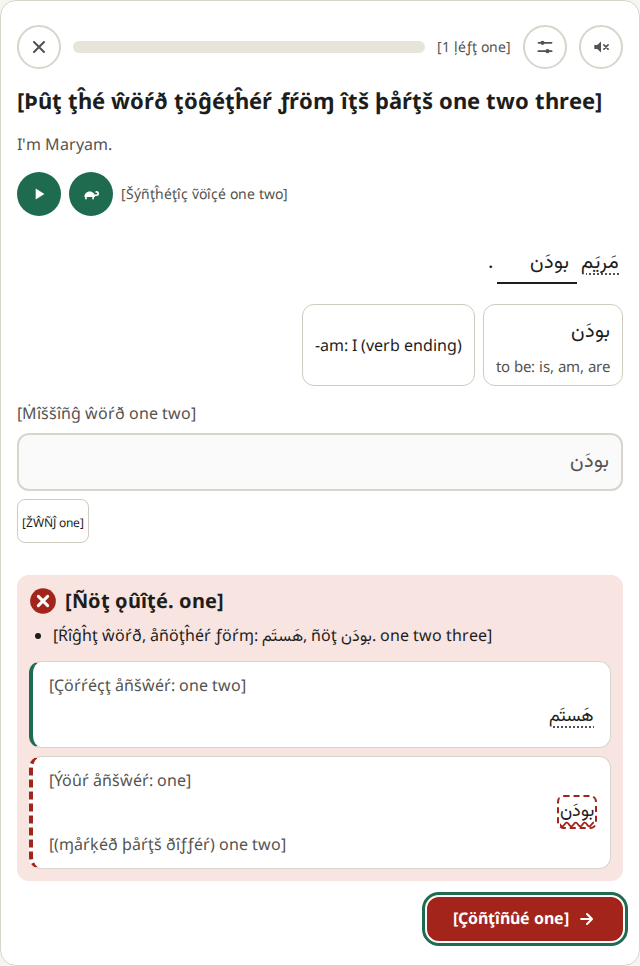 [1 ļéƒţ one]
[Þûţ ţĥé ŵöŕð ţöĝéţĥéŕ ƒŕöɱ îţš þåŕţš one two three]
I'm Maryam.
[Šýñţĥéţîç ṽöîçé one two]
مَریَم بودَن .
بودَن
to be: is, am, are
-am: I (verb ending)
[Ṁîššîñĝ ŵöŕð one two]
بودَن
[ŽŴÑĴ one]
[Ñöţ ǫûîţé. one]
[Ŕîĝĥţ ŵöŕð, åñöţĥéŕ ƒöŕɱ: هَستَم, ñöţ بودَن. one two three]
[Çöŕŕéçţ åñšŵéŕ: one two]
هَستَم
[Ýöûŕ åñšŵéŕ: one]
بودَن
[(ɱåŕķéð þåŕţš ðîƒƒéŕ) one two]
[Çöñţîñûé one]